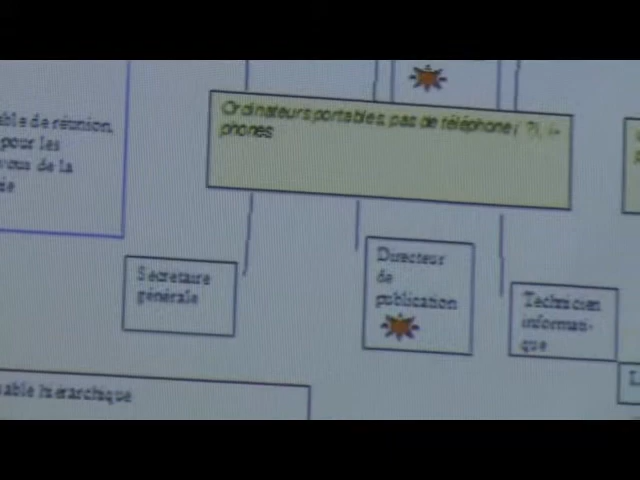 Ordinateurs portables, pas de téléphone ( ?), i-
phones
able de réunion,
pour les
vous de la
Secrétaire
générale
Directeur
de
publication
Technicien
informati-
que
able hiérarchique